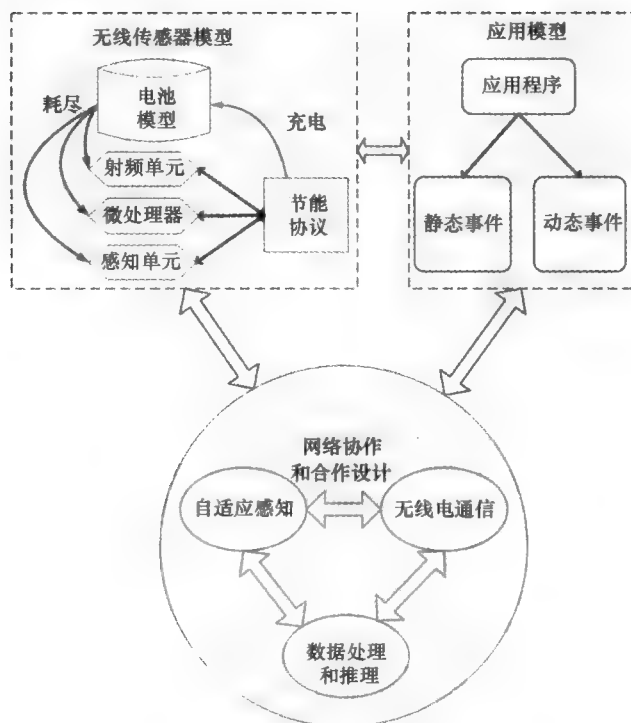 无线传感器模型
耗尽
电池
模型
充电
射频单元
微处理器
感知单元
节能
协议
应用模型
应用程序
静态事件
动态事件
网络协作
和合作设计
自适应感知
无线电通信
数据处理
和推理